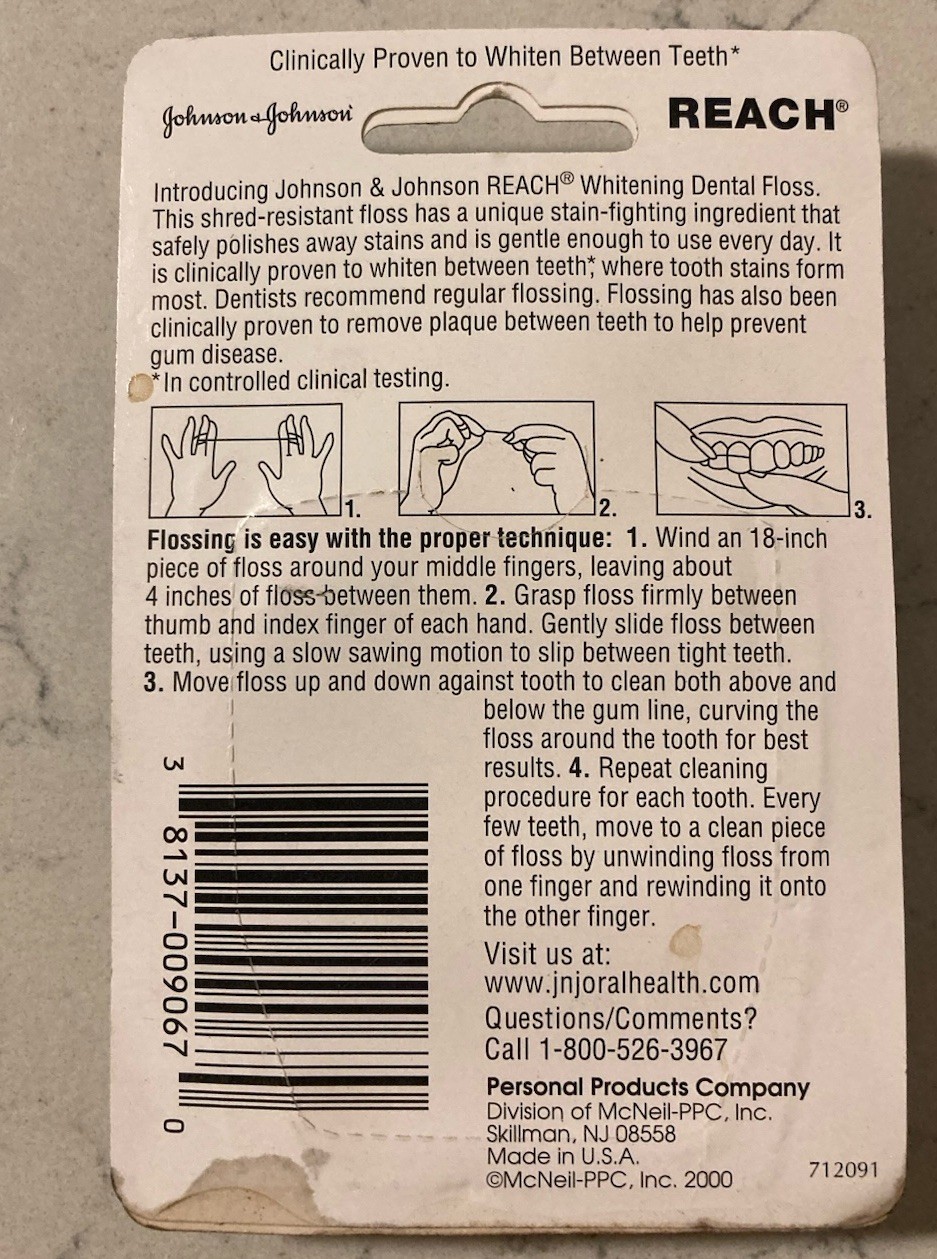 Clinically Proven to Whiten Between Teeth*
Johnson & Johnson
REACH®
Introducing Johnson & Johnson REACH® Whitening Dental Floss.
This shred-resistant floss has a unique stain-fighting ingredient that
safely polishes away stains and is gentle enough to use every day. It
is clinically proven to whiten between teeth*, where tooth stains form
most. Dentists recommend regular flossing. Flossing has also been
clinically proven to remove plaque between teeth to help prevent
gum disease.
*In controlled clinical testing.
1.
2.
3.
Flossing is easy with the proper technique: 1. Wind an 18-inch
piece of floss around your middle fingers, leaving about
4 inches of floss between them. 2. Grasp floss firmly between
thumb and index finger of each hand. Gently slide floss between
teeth, using a slow sawing motion to slip between tight teeth.
3. Move floss up and down against tooth to clean both above and
below the gum line, curving the
floss around the tooth for best
results. 4. Repeat cleaning
procedure for each tooth. Every
few teeth, move to a clean piece
of floss by unwinding floss from
one finger and rewinding it onto
the other finger.
Visit us at:
www.jnjoralhealth.com
Questions/Comments?
Call 1-800-526-3967
Personal Products Company
Division of McNeil-PPC, Inc.
Skillman, NJ 08558
Made in U.S.A.
©McNeil-PPC, Inc. 2000
712091
3 8137-009067 0